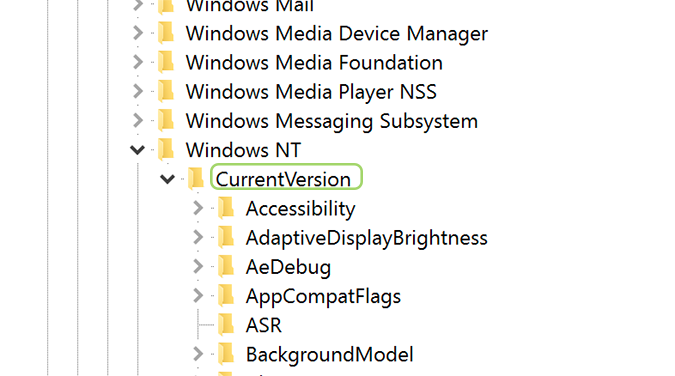 Windows Mail
Windows Media Device Manager
Windows Media Foundation
Windows Media Player NSS
Windows Messaging Subsystem
Windows NT
CurrentVersion
Accessibility
AdaptiveDisplayBrightness
AeDebug
AppCompatFlags
ASR
BackgroundModel